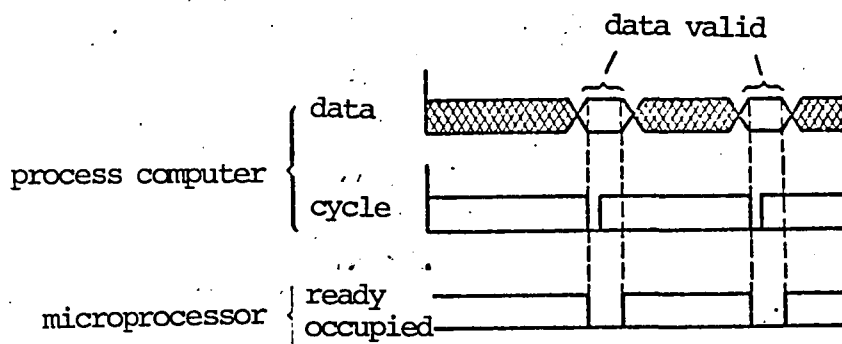 data valid
data
process computer
cycle
ready
microprocessor
occupied